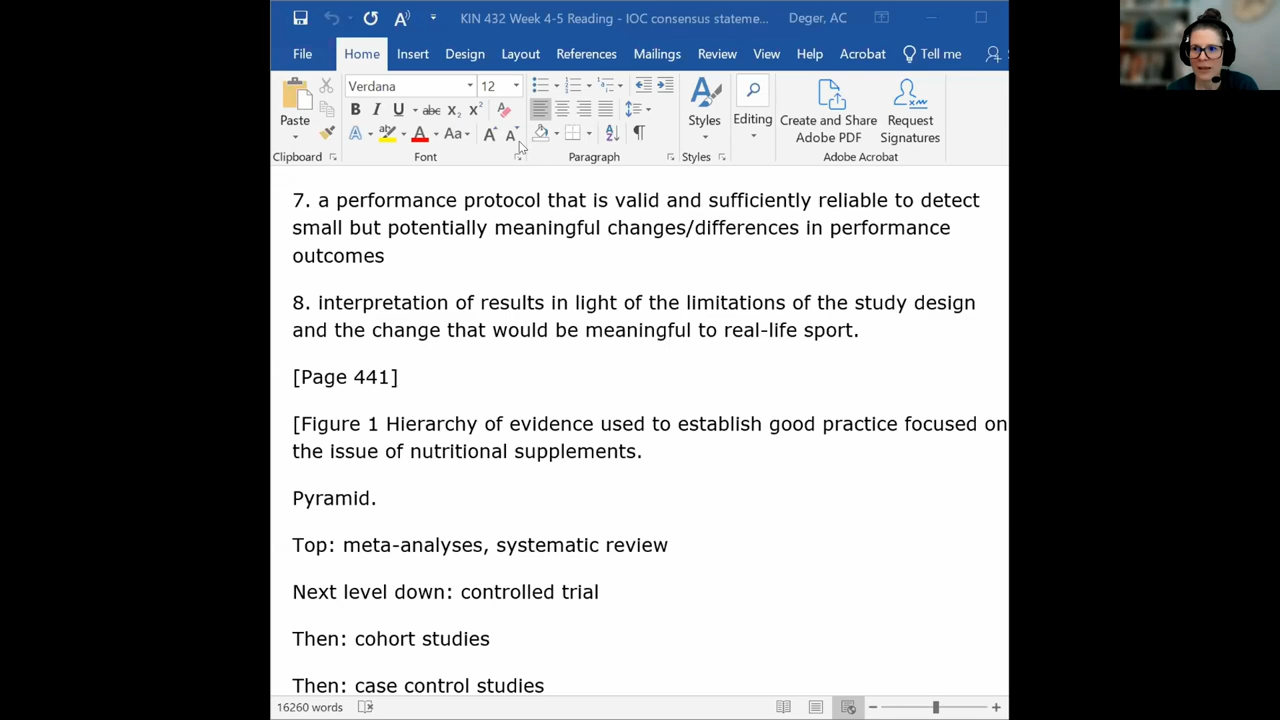 KIN 432 Week 4-5 Reading - IOC consensus stateme...
Deger, AC
File
Home
Insert
Design
Layout
References
Mailings
Review
View
Help
Acrobat
Tell me
Verdana
12
Paste
Styles
Editing
Create and Share
Adobe PDF
Request
Signatures
Clipboard
Font
Paragraph
Styles
Adobe Acrobat
7. a performance protocol that is valid and sufficiently reliable to detect
small but potentially meaningful changes/differences in performance
outcomes
8. interpretation of results in light of the limitations of the study design
and the change that would be meaningful to real-life sport.
[Page 441]
[Figure 1 Hierarchy of evidence used to establish good practice focused on
the issue of nutritional supplements.
Pyramid.
Top: meta-analyses, systematic review
Next level down: controlled trial
Then: cohort studies
Then: case control studies
16260 words